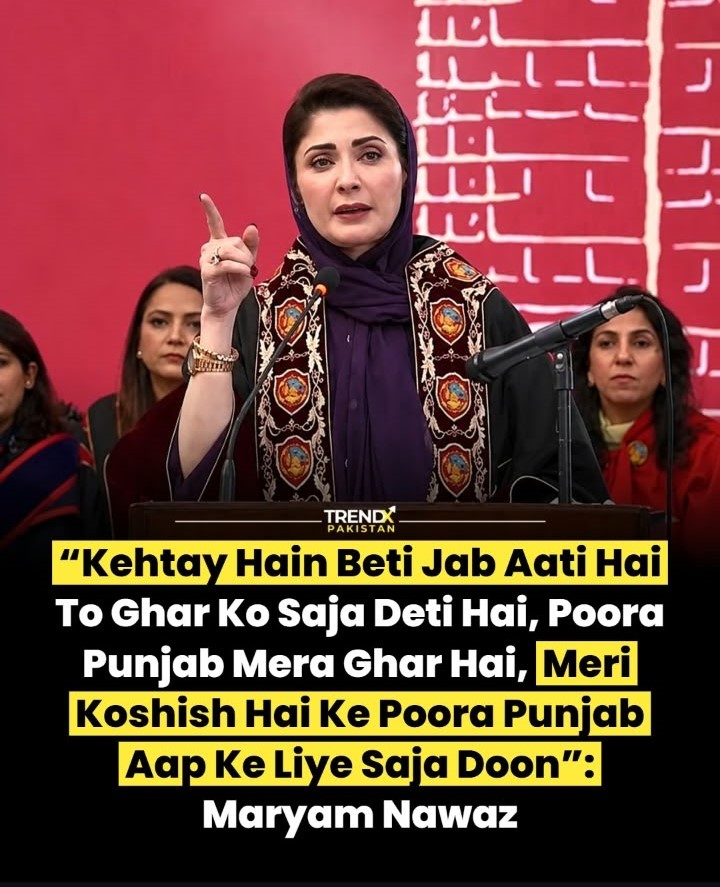 TRENDX
PAKISTAN
“Kehtay Hain Beti Jab Aati Hai
To Ghar Ko Saja Deti Hai, Poora
Punjab Mera Ghar Hai, Meri
Koshish Hai Ke Poora Punjab
Aap Ke Liye Saja Doon”:
Maryam Nawaz